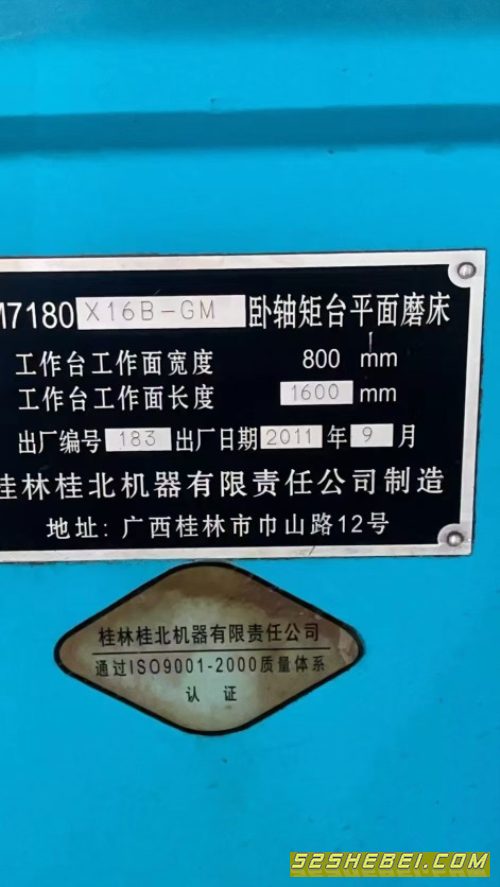 M7180 X16B-GM 卧轴矩台平面磨床
工作台工作面宽度 800 mm
工作台工作面长度 1600 mm
出厂编号 183 出厂日期 2011 年 9 月
桂林桂北机器有限责任公司制造
地址: 广西桂林市巾山路12号
桂林桂北机器有限责任公司
通过ISO9001-2000质量体系
认 证
52SHEBEI.COM